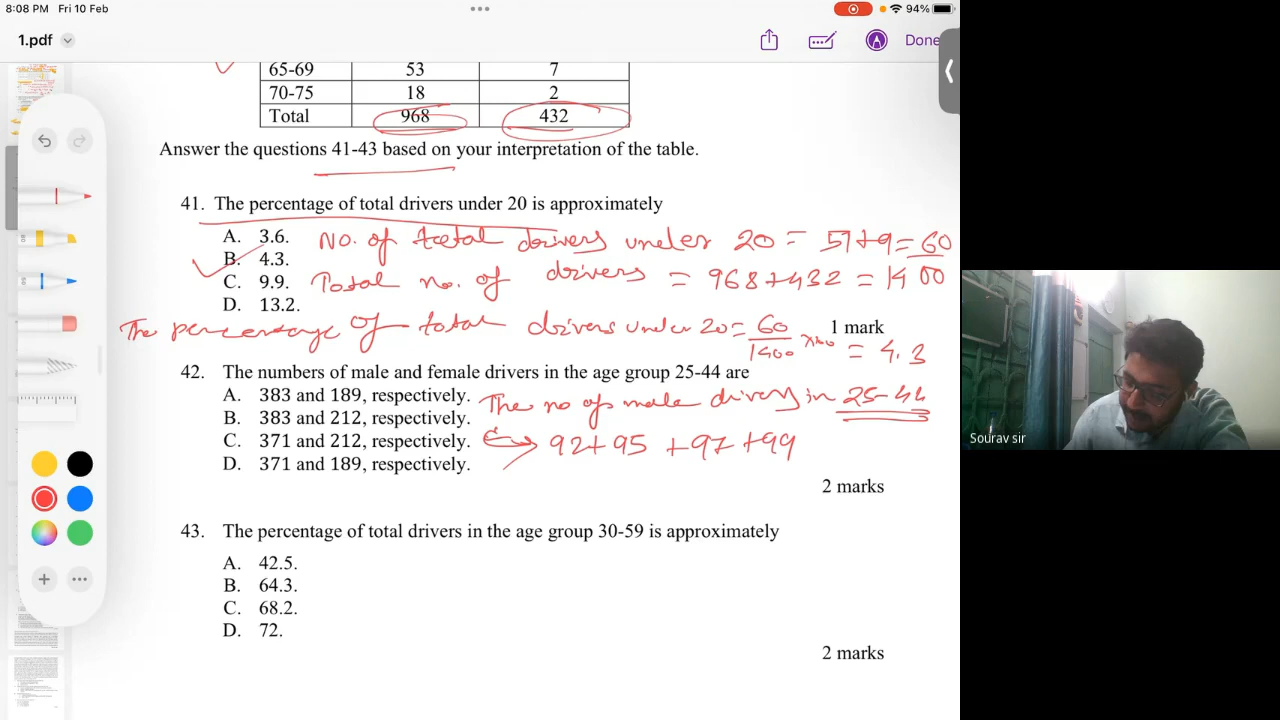 8:08 PM Fri 10 Feb
94%
1.pdf
Done
65-69 53 7
70-75 18 2
Total 968 432
Answer the questions 41-43 based on your interpretation of the table.
41. The percentage of total drivers under 20 is approximately
A. 3.6.
No. of total drivers under 20 = 51+9 = 60
B. 4.3.
C. 9.9.
Total no. of drivers = 968+432 = 1400
D. 13.2.
The percentage of total drivers under 20 = 60/1400 ×100 = 4.3
1 mark
42. The numbers of male and female drivers in the age group 25-44 are
A. 383 and 189, respectively.
The no of male drivers in 25-44
B. 383 and 212, respectively.
C. 371 and 212, respectively.
92+95+97+99
D. 371 and 189, respectively.
2 marks
43. The percentage of total drivers in the age group 30-59 is approximately
A. 42.5.
B. 64.3.
C. 68.2.
D. 72.
2 marks
Sourav sir